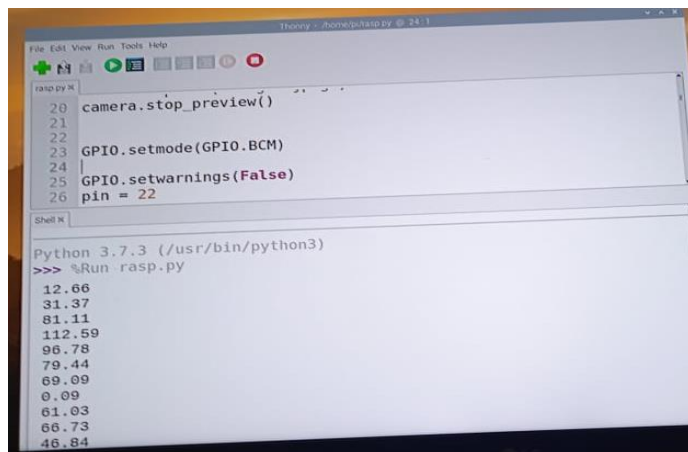 Thonny - /home/pi/rasp.py @ 24:1
File Edit View Run Tools Help
rasp.py
20 camera.stop_preview()
21
22
23 GPIO.setmode(GPIO.BCM)
24
25 GPIO.setwarnings(False)
26 pin = 22
Shell
Python 3.7.3 (/usr/bin/python3)
>>> %Run rasp.py
12.66
31.37
81.11
112.59
96.78
79.44
69.09
0.09
61.03
66.73
46.84